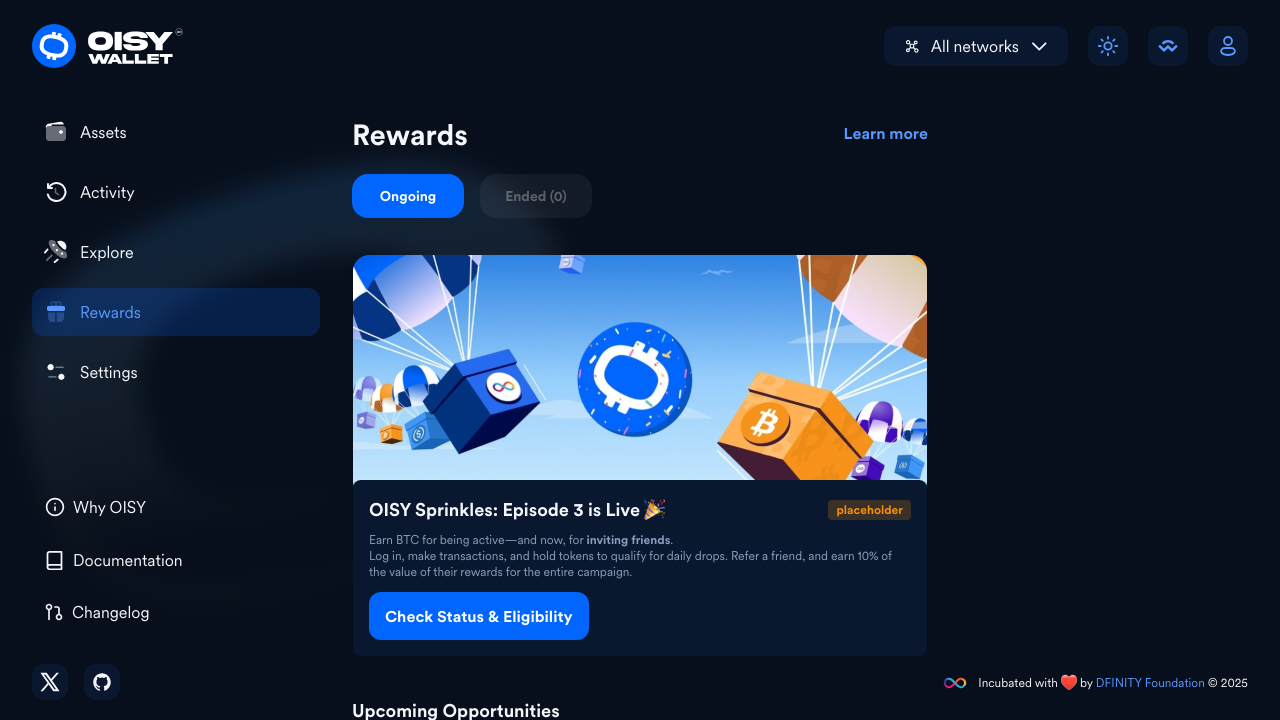 OISY
WALLET
All networks
Assets
Activity
Explore
Rewards
Settings
Why OISY
Documentation
Changelog
Rewards
Learn more
Ongoing
Ended (0)
OISY Sprinkles: Episode 3 is Live 🎉
placeholder
Earn BTC for being active—and now, for inviting friends.
Log in, make transactions, and hold tokens to qualify for daily drops. Refer a friend, and earn 10% of
the value of their rewards for the entire campaign.
Check Status & Eligibility
Upcoming Opportunities
Incubated with ❤️ by DFINITY Foundation © 2025